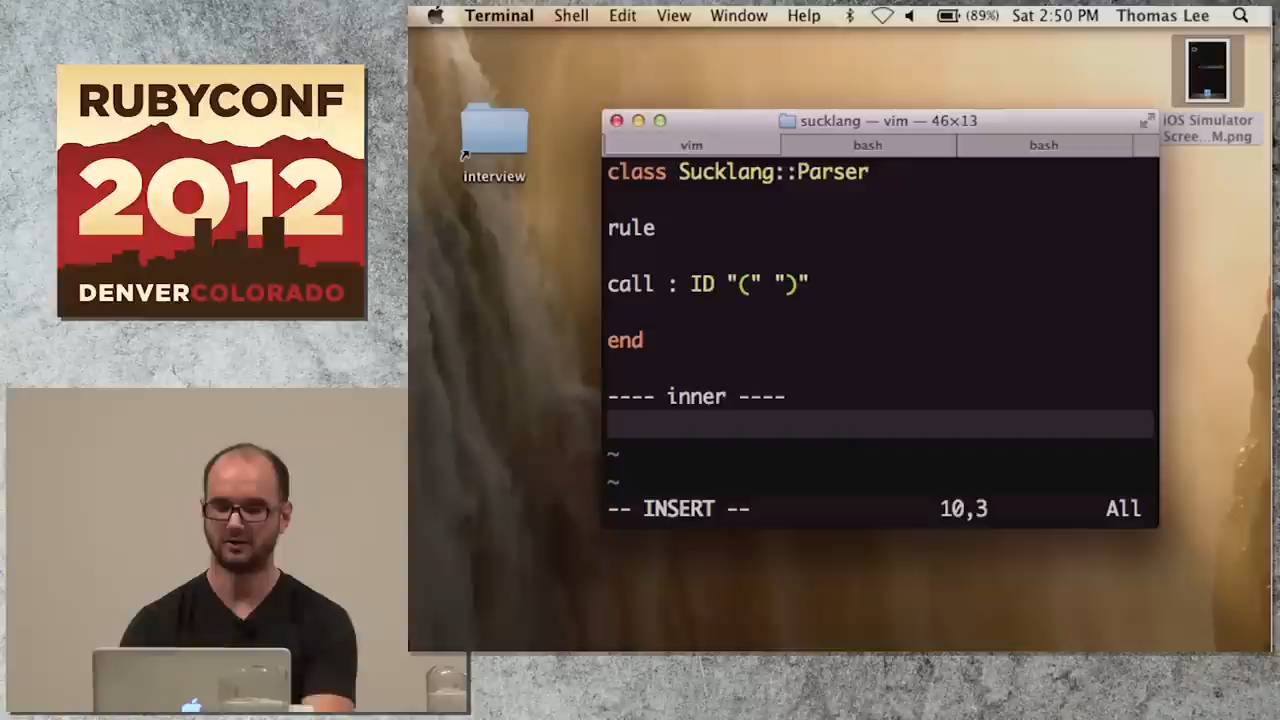 RUBYCONF
2012
DENVERCOLORADO
Terminal Shell Edit View Window Help (89%) Sat 2:50 PM Thomas Lee
interview
iOS Simulator
Scree...M.png
sucklang — vim — 46×13
vim bash bash
class Sucklang::Parser
rule
call : ID "(" ")"
end
---- inner ----
~
~
-- INSERT -- 10,3 All